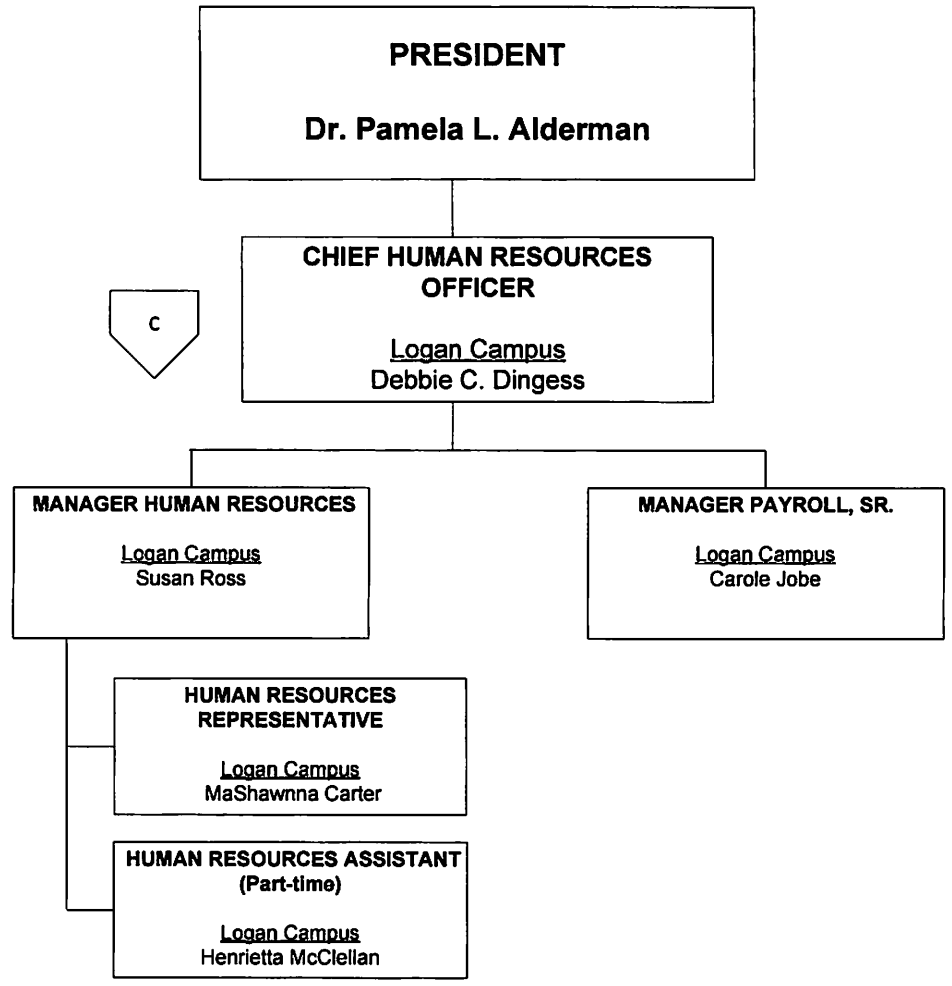 PRESIDENT
Dr. Pamela L. Alderman
CHIEF HUMAN RESOURCES
OFFICER
Logan Campus
Debbie C. Dingess
C
MANAGER HUMAN RESOURCES
Logan Campus
Susan Ross
MANAGER PAYROLL, SR.
Logan Campus
Carole Jobe
HUMAN RESOURCES
REPRESENTATIVE
Logan Campus
MaShawnna Carter
HUMAN RESOURCES ASSISTANT
(Part-time)
Logan Campus
Henrietta McClellan